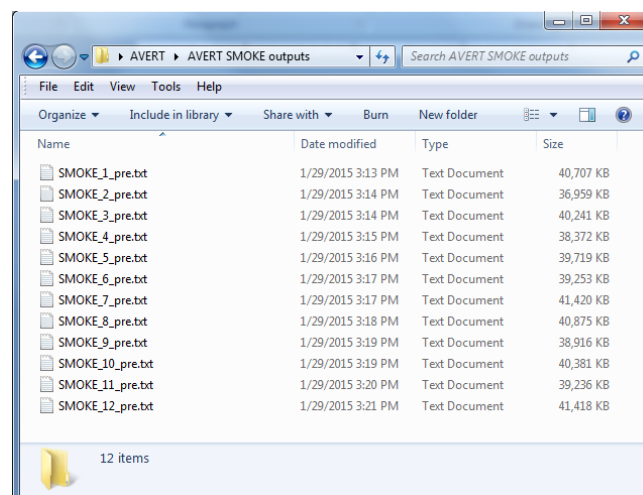 AVERT AVERT SMOKE outputs Search AVERT SMOKE outputs
File Edit View Tools Help
Organize Include in library Share with Burn New folder
Name Date modified Type Size
SMOKE_1_pre.txt 1/29/2015 3:13 PM Text Document 40,707 KB
SMOKE_2_pre.txt 1/29/2015 3:14 PM Text Document 36,959 KB
SMOKE_3_pre.txt 1/29/2015 3:14 PM Text Document 40,241 KB
SMOKE_4_pre.txt 1/29/2015 3:15 PM Text Document 38,372 KB
SMOKE_5_pre.txt 1/29/2015 3:16 PM Text Document 39,719 KB
SMOKE_6_pre.txt 1/29/2015 3:17 PM Text Document 39,253 KB
SMOKE_7_pre.txt 1/29/2015 3:17 PM Text Document 41,420 KB
SMOKE_8_pre.txt 1/29/2015 3:18 PM Text Document 40,875 KB
SMOKE_9_pre.txt 1/29/2015 3:19 PM Text Document 38,916 KB
SMOKE_10_pre.txt 1/29/2015 3:19 PM Text Document 40,381 KB
SMOKE_11_pre.txt 1/29/2015 3:20 PM Text Document 39,236 KB
SMOKE_12_pre.txt 1/29/2015 3:21 PM Text Document 41,418 KB
12 items